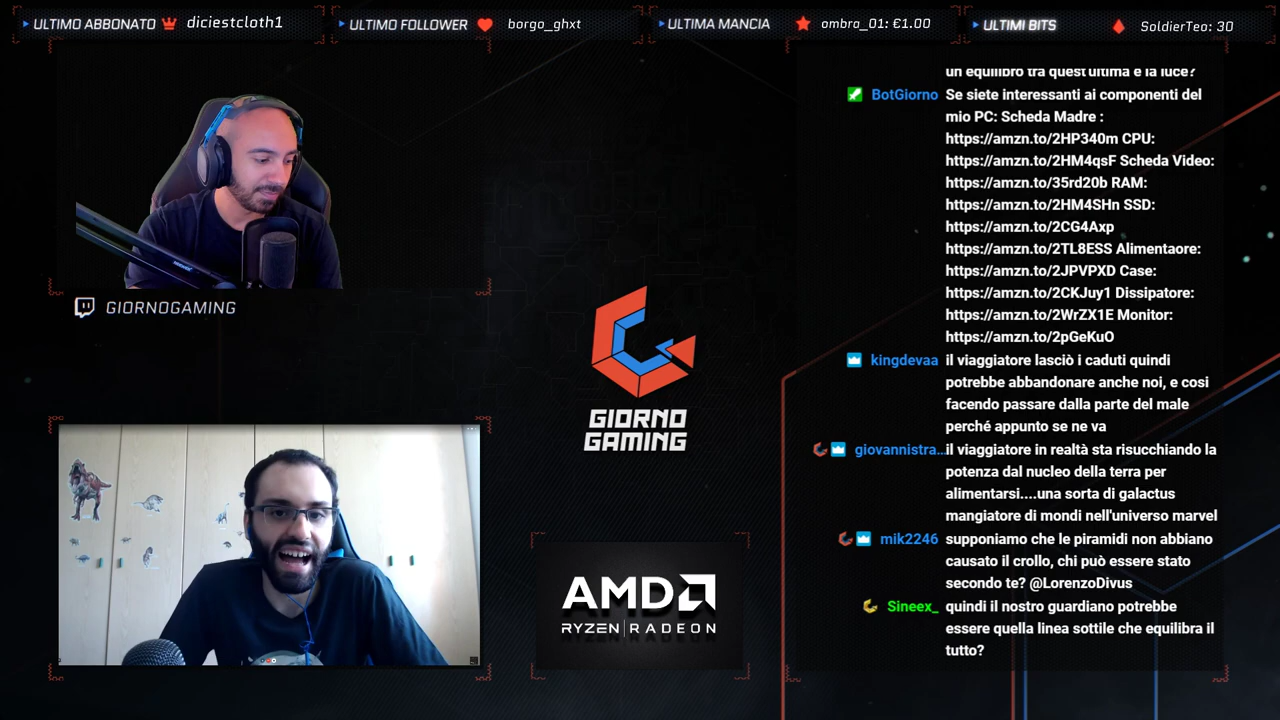 ULTIMO ABBONATO diciestcloth1
ULTIMO FOLLOWER borgo_ghxt
ULTIMA MANCIA ombra_01: €1.00
ULTIMI BITS SoldierTea: 30
GIORNOGAMING
GIORNO
GAMING
AMD
RYZEN | RADEON
un equilibro tra quest'ultima e la luce?
BotGiorno Se siete interessanti ai componenti del
mio PC: Scheda Madre :
https://amzn.to/2HP340m CPU:
https://amzn.to/2HM4qsF Scheda Video:
https://amzn.to/35rd20b RAM:
https://amzn.to/2HM4SHn SSD:
https://amzn.to/2CG4Axp
https://amzn.to/2TL8ESS Alimentaore:
https://amzn.to/2JPVPXD Case:
https://amzn.to/2CKJuy1 Dissipatore:
https://amzn.to/2WrZX1E Monitor:
https://amzn.to/2pGeKuO
kingdevaa il viaggiatore lasciò i caduti quindi
potrebbe abbandonare anche noi, e cosi
facendo passare dalla parte del male
perché appunto se ne va
giovannistra... il viaggiatore in realtà sta risucchiando la
potenza dal nucleo della terra per
alimentarsi....una sorta di galactus
mangiatore di mondi nell'universo marvel
mik2246 supponiamo che le piramidi non abbiano
causato il crollo, chi può essere stato
secondo te? @LorenzoDivus
Sineex_ quindi il nostro guardiano potrebbe
essere quella linea sottile che equilibra il
tutto?